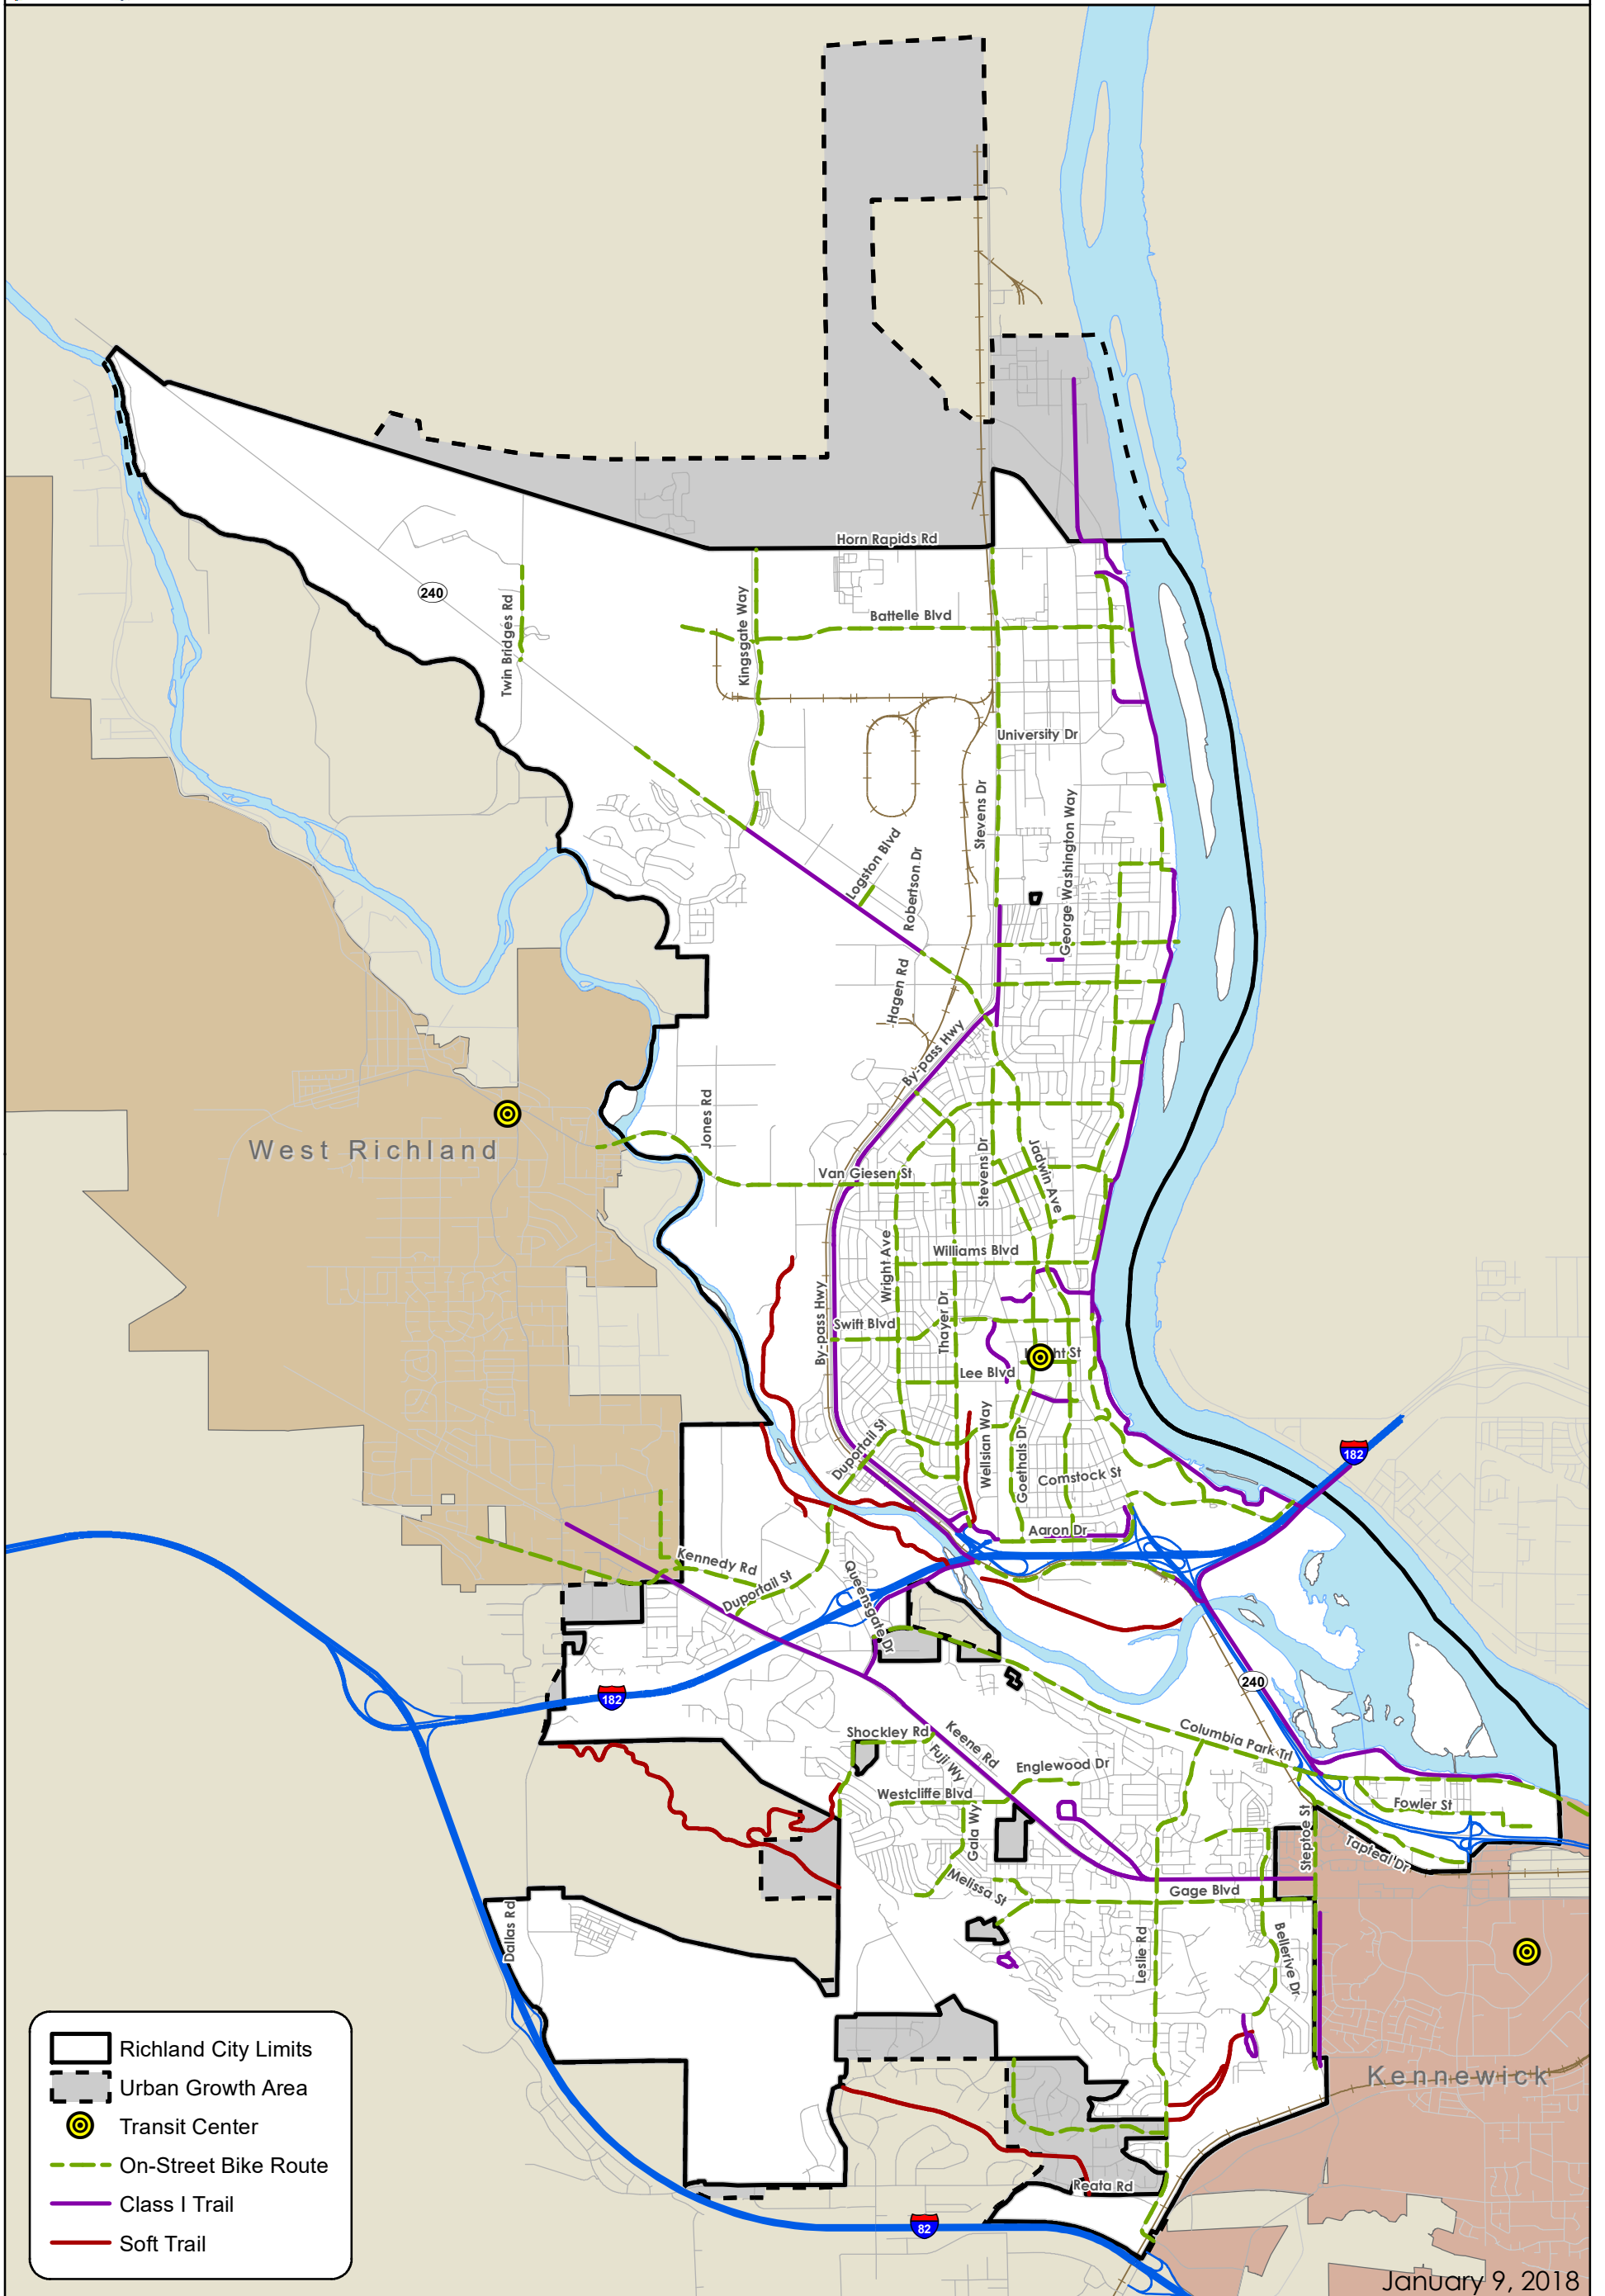 Horn Rapids Rd
240
Twin Bridges Rd
Kingsgate Way
Battelle Blvd
University Dr
Stevens Dr
George Washington Way
Logston Blvd
Robertson Dr
Hagen Rd
By-pass Hwy
Jones Rd
West Richland
Van Giesen St
Stevens Dr
Jadwin Ave
Williams Blvd
Wright Ave
Thayer Dr
By-pass Hwy
Swift Blvd
Lee Blvd
Duportail St
Wellsian Way
Goethals Dr
Comstock St
Aaron Dr
182
Kennedy Rd
Duportail St
Queensgate Dr
182
240
Columbia Park Trl
Shockley Rd
Keene Rd
Fuji Wy
Englewood Dr
Westcliffe Blvd
Gala Wy
Fowler St
Steptoe St
Tapteal Dr
Melissa St
Gage Blvd
Leslie Rd
Bellerive Dr
Dallas Rd
Kennewick
Reata Rd
82
Richland City Limits
Urban Growth Area
Transit Center
On-Street Bike Route
Class I Trail
Soft Trail
January 9, 2018